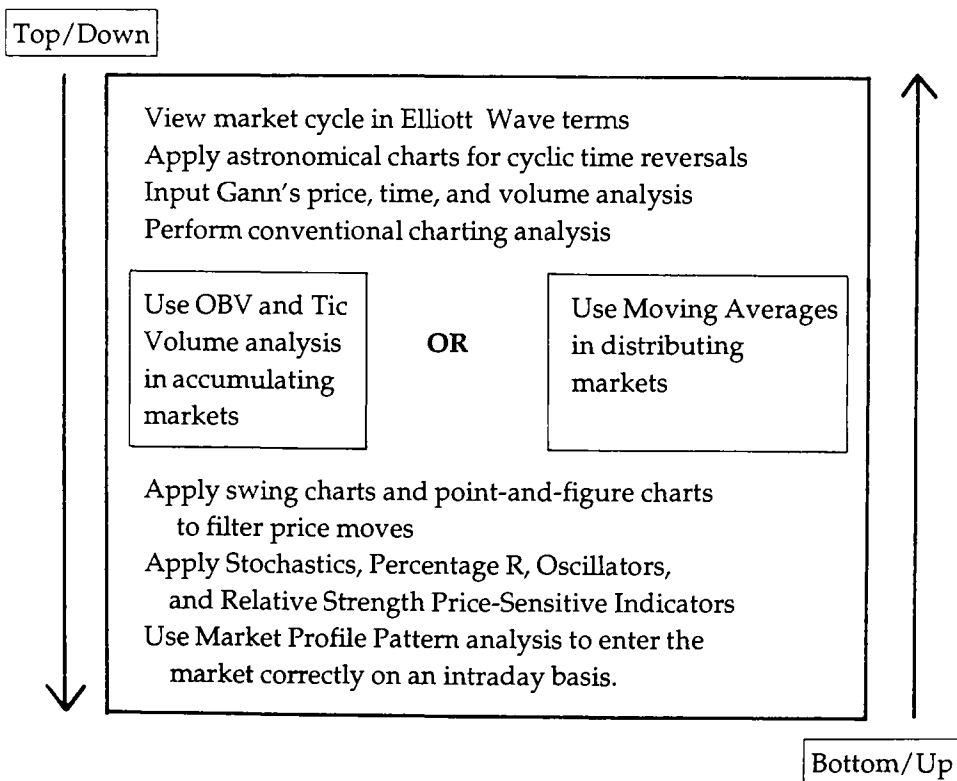 Top/Down
View market cycle in Elliott Wave terms
Apply astronomical charts for cyclic time reversals
Input Gann's price, time, and volume analysis
Perform conventional charting analysis
Use OBV and Tic
Volume analysis
in accumulating
markets
OR
Use Moving Averages
in distributing
markets
Apply swing charts and point-and-figure charts
to filter price moves
Apply Stochastics, Percentage R, Oscillators,
and Relative Strength Price-Sensitive Indicators
Use Market Profile Pattern analysis to enter the
market correctly on an intraday basis.
Bottom/Up